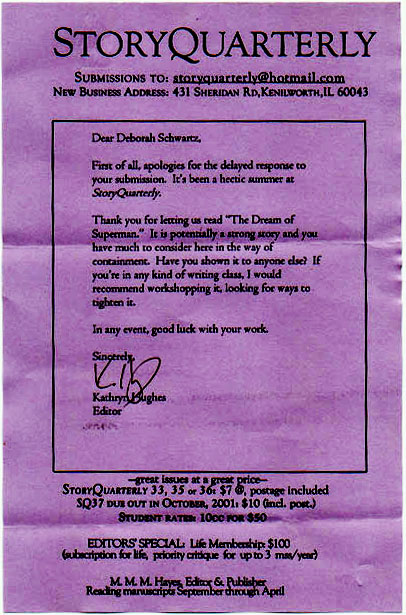 STORYQUARTERLY
SUBMISSIONS TO: storyquarterly@hotmail.com
NEW BUSINESS ADDRESS: 431 SHERIDAN RD,KENILWORTH,IL 60043
Dear Deborah Schwartz,
First of all, apologies for the delayed response to
your submission. It's been a hectic summer at
StoryQuarterly.
Thank you for letting us read "The Dream of
Superman." It is potentially a strong story and you
have much to consider here in the way of
containment. Have you shown it to anyone else? If
you're in any kind of writing class, I would
recommend workshopping it, looking for ways to
tighten it.
In any event, good luck with your work.
Sincerely,
Kathryn Hughes
Editor
—great issues at a great price—
STORYQUARTERLY 33, 35 or 36: $7 @, postage included
SQ37 DUE OUT IN OCTOBER, 2001: $10 (incl. post.)
STUDENT RATES: 10CC FOR $50
EDITORS' SPECIAL: Life Membership: $100
(subscription for life, priority critique for up to 3 mss/year)
M. M. M. Hayes, Editor & Publisher
Reading manuscripts September through April